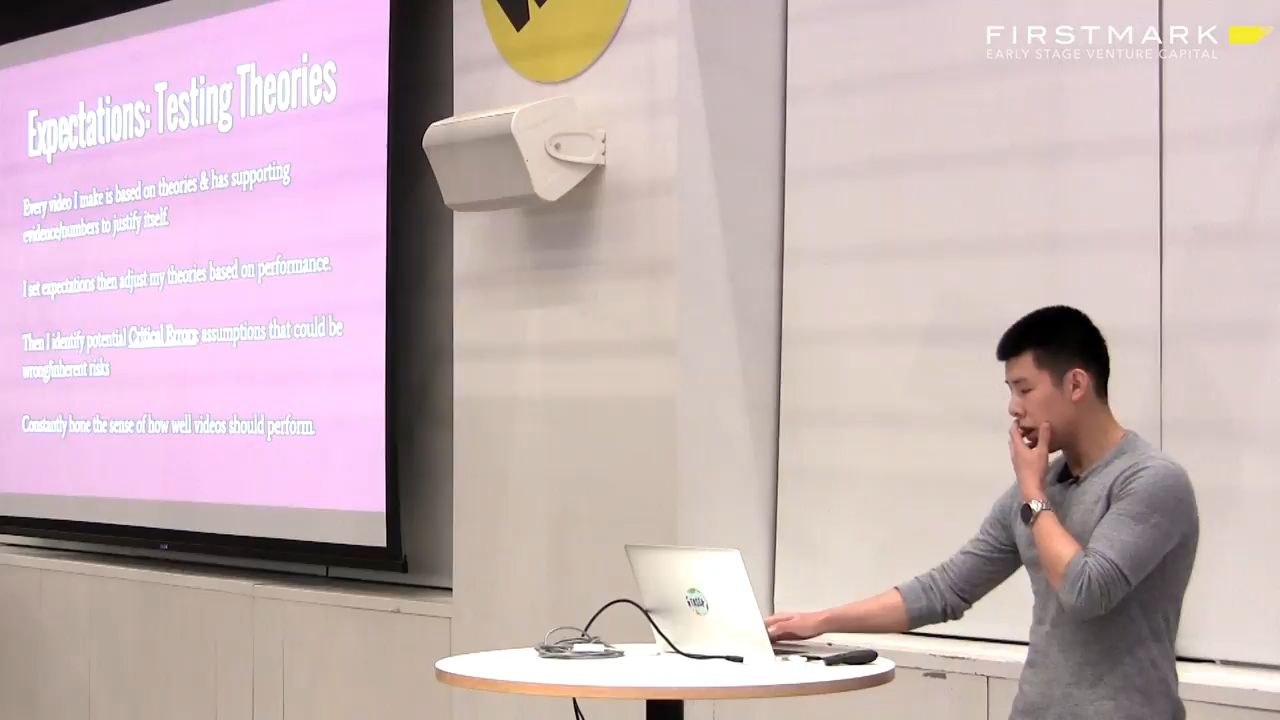 FIRSTMARK
EARLY STAGE VENTURE CAPITAL
Expectations: Testing Theories
Every video I make is based on theories & has supporting
evidence/numbers to justify itself.
I set expectations then adjust my theories based on performance.
Then I identify potential Critical Errors: assumptions that could be
wrong/inherent risks
Constantly hone the sense of how well videos should perform.